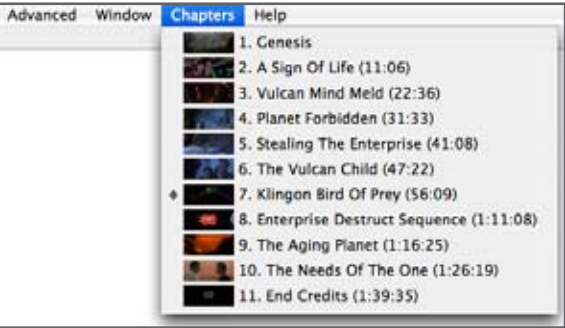 Advanced Window Chapters Help
1. Genesis
2. A Sign Of Life (11:06)
3. Vulcan Mind Meld (22:36)
4. Planet Forbidden (31:33)
5. Stealing The Enterprise (41:08)
6. The Vulcan Child (47:22)
7. Klingon Bird Of Prey (56:09)
8. Enterprise Destruct Sequence (1:11:08)
9. The Aging Planet (1:16:25)
10. The Needs Of The One (1:26:19)
11. End Credits (1:39:35)